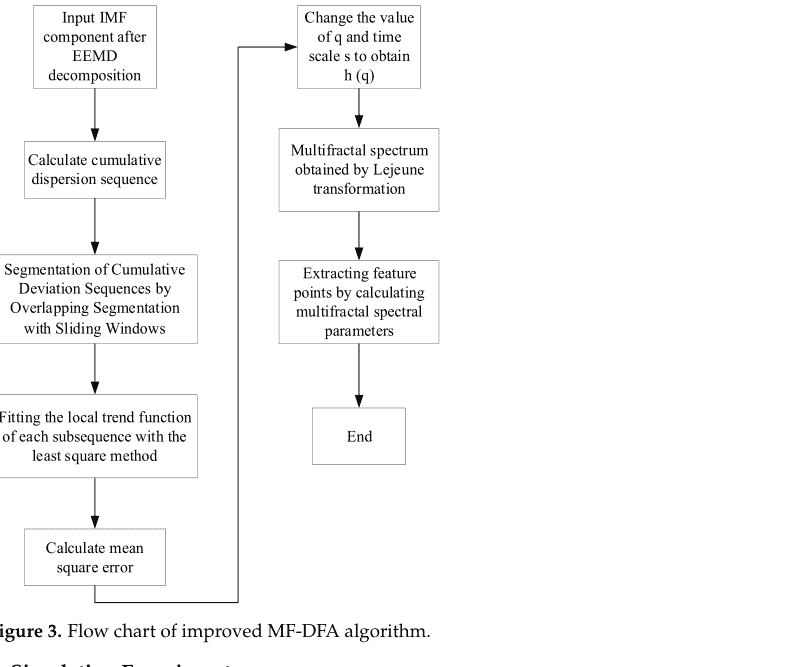 Input IMF
component after
EEMD
decomposition
Calculate cumulative
dispersion sequence
Segmentation of Cumulative
Deviation Sequences by
Overlapping Segmentation
with Sliding Windows
Fitting the local trend function
of each subsequence with the
least square method
Calculate mean
square error
Change the value
of q and time
scale s to obtain
h (q)
Multifractal spectrum
obtained by Lejeune
transformation
Extracting feature
points by calculating
multifractal spectral
parameters
End
igure 3. Flow chart of improved MF-DFA algorithm.